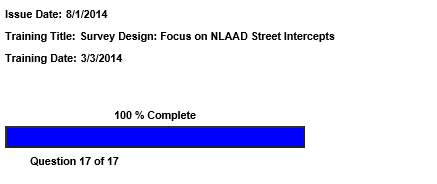 Issue Date: 8/1/2014
Training Title: Survey Design: Focus on NLAAD Street Intercepts
Training Date: 3/3/2014
100 % Complete
Question 17 of 17